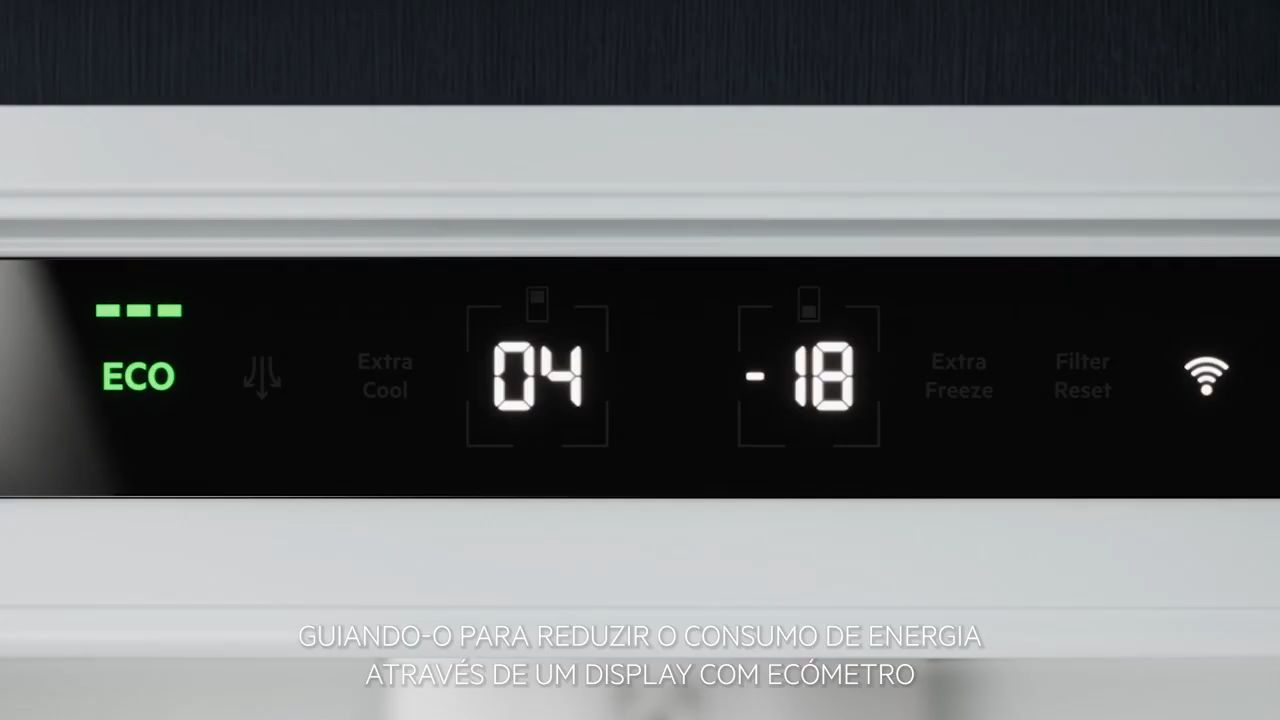 ECO
Extra
Cool
04
-18
Extra
Freeze
Filter
Reset
GUIANDO-O PARA REDUZIR O CONSUMO DE ENERGIA
ATRAVÉS DE UM DISPLAY COM ECÓMETRO